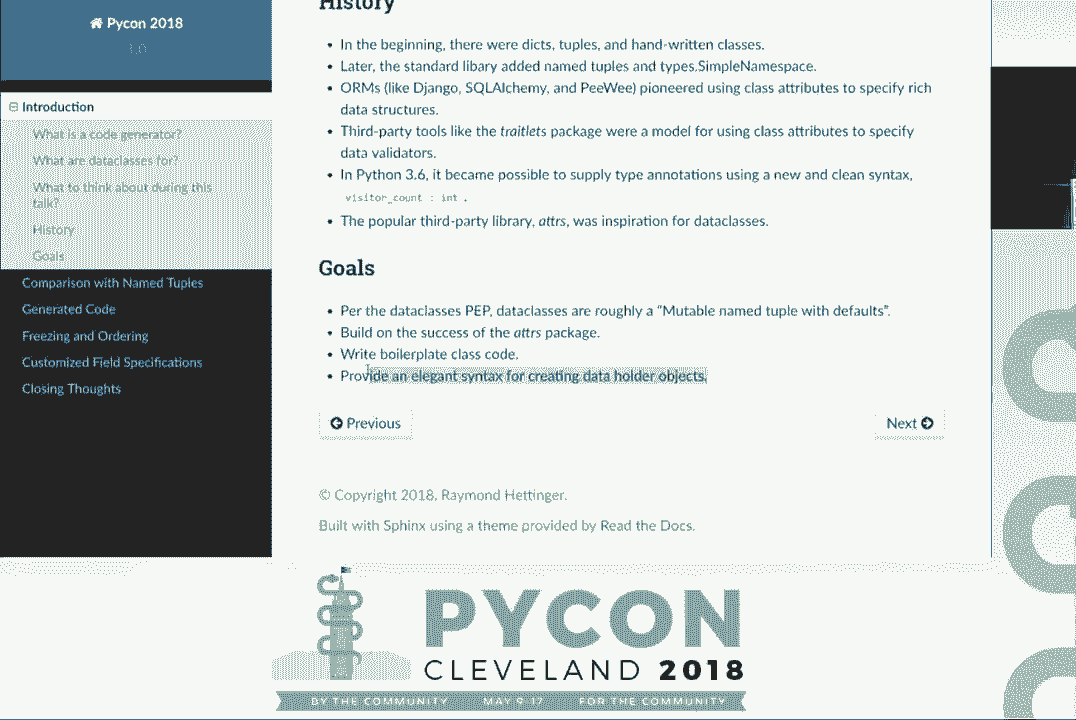 Pycon 2018
1.0
Introduction
What is a code generator?
What are dataclasses for?
What to think about during this
talk?
History
Goals
Comparison with Named Tuples
Generated Code
Freezing and Ordering
Customized Field Specifications
Closing Thoughts
History
In the beginning, there were dicts, tuples, and hand-written classes.
Later, the standard libary added named tuples and types.SimpleNamespace.
ORMs (like Django, SQLAlchemy, and PeeWee) pioneered using class attributes to specify rich
data structures.
Third-party tools like the traitlets package were a model for using class attributes to specify
data validators.
In Python 3.6, it became possible to supply type annotations using a new and clean syntax,
visitor_count : int .
The popular third-party library, attrs, was inspiration for dataclasses.
Goals
Per the dataclasses PEP, dataclasses are roughly a “Mutable named tuple with defaults”.
Build on the success of the attrs package.
Write boilerplate class code.
Provide an elegant syntax for creating data holder objects.
Previous
Next
© Copyright 2018, Raymond Hettinger.
Built with Sphinx using a theme provided by Read the Docs.
PYCON
CLEVELAND 2018
BY THE COMMUNITY MAY 9-17 FOR THE COMMUNITY